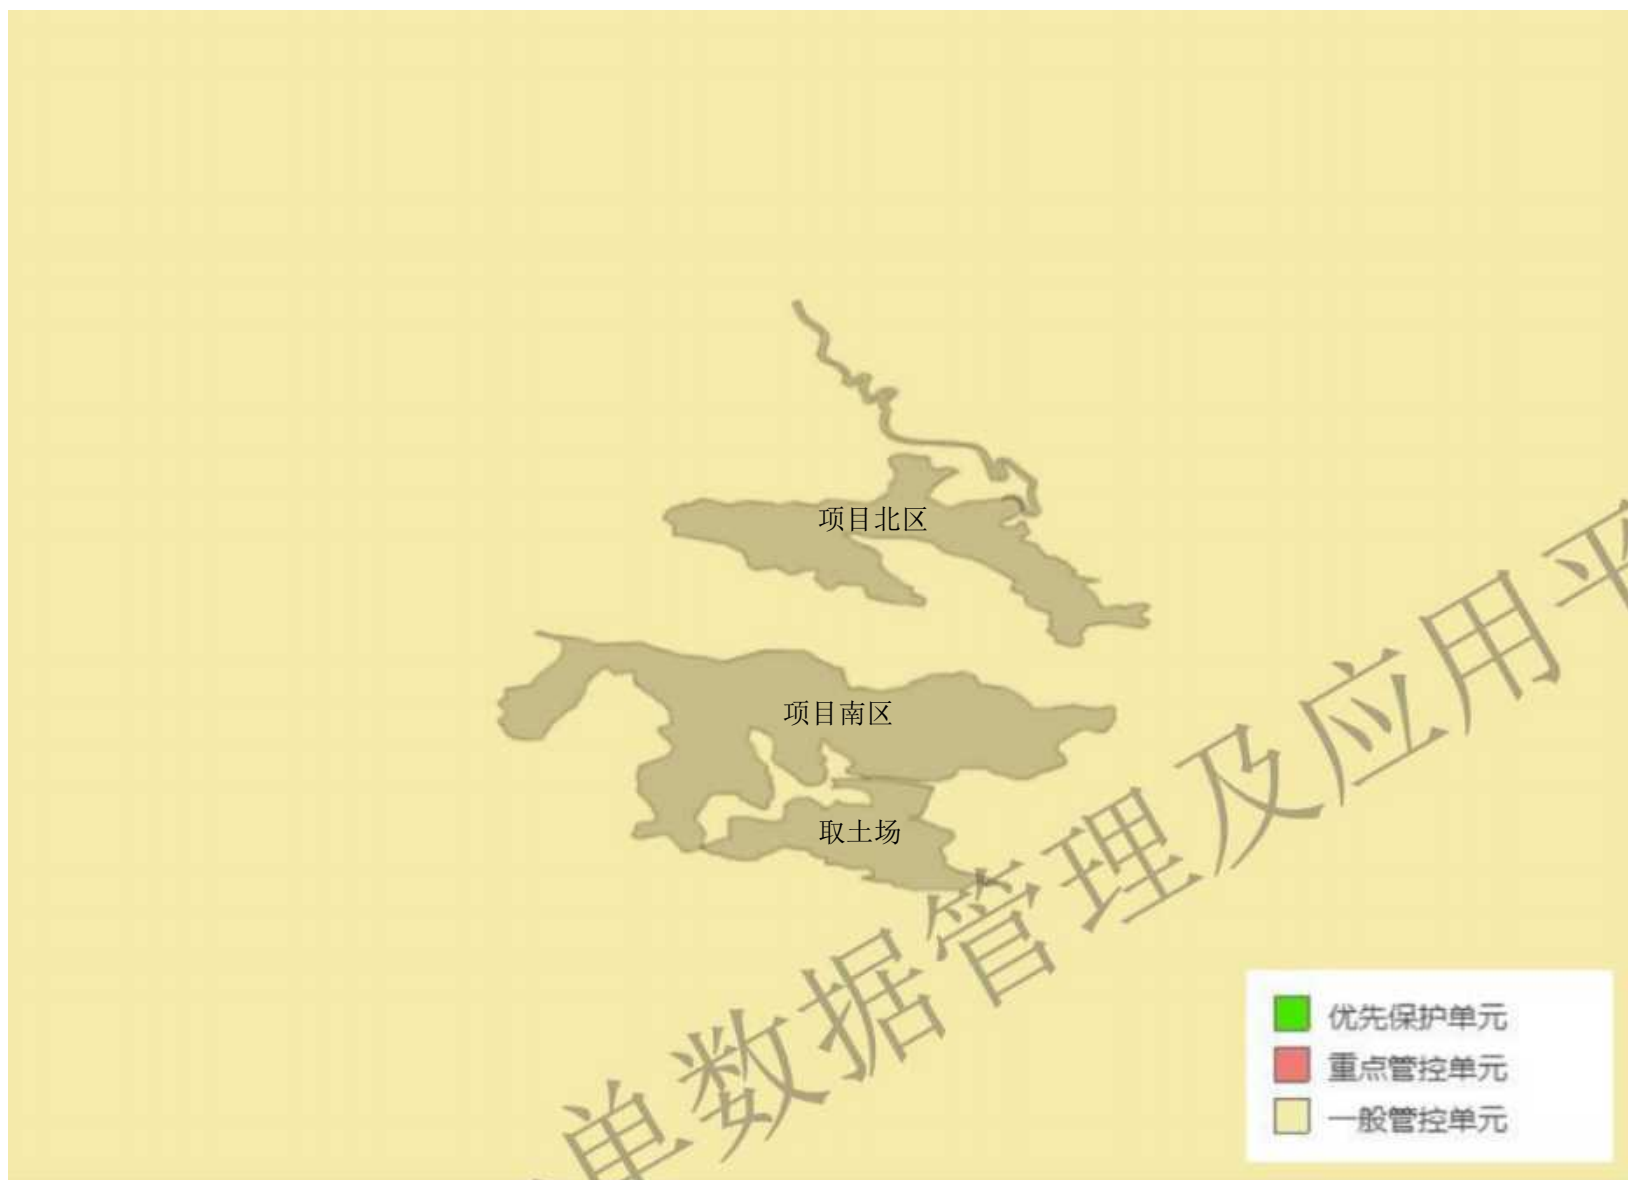 项目北区
项目南区
取土场
单数据管理及应用平
优先保护单元
重点管控单元
一般管控单元